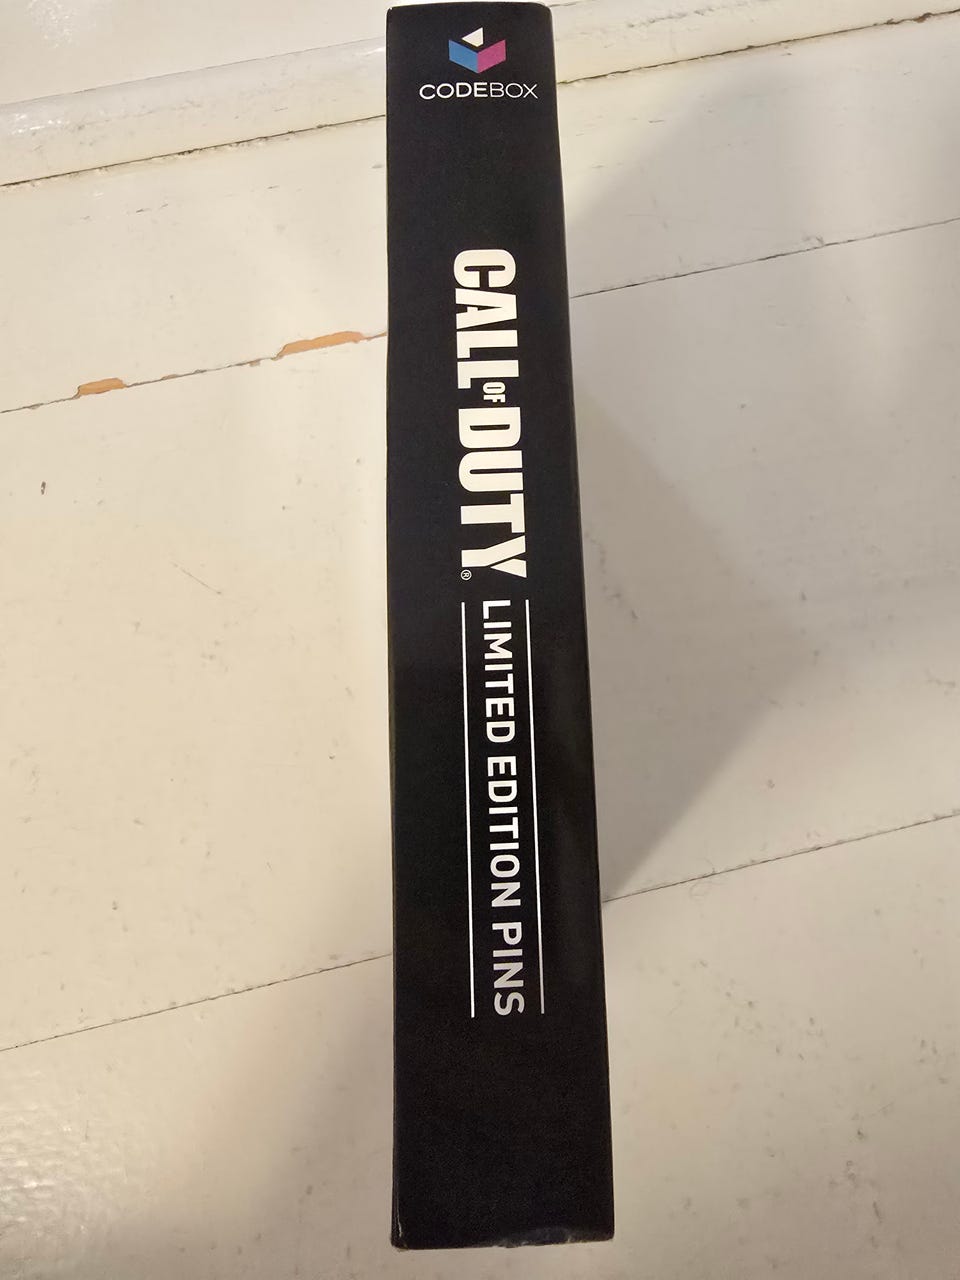 CODEBOX
CALL OF DUTY®
LIMITED EDITION PINS